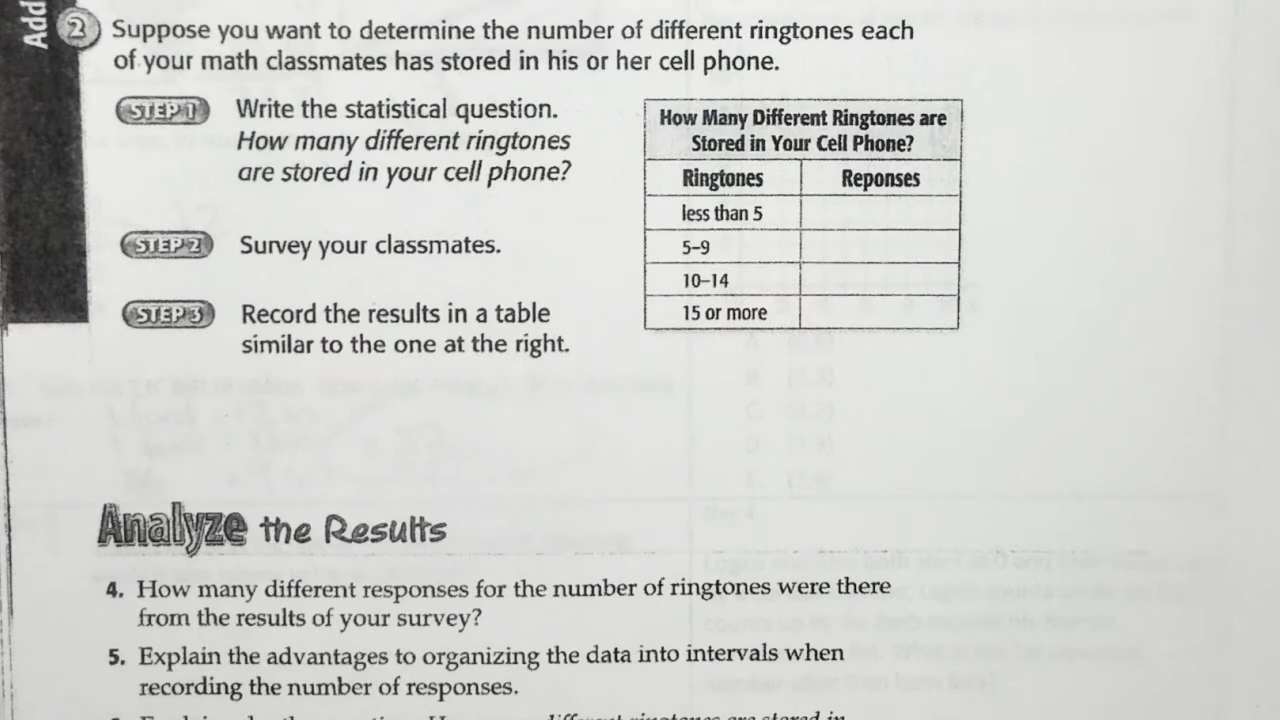 Add
2 Suppose you want to determine the number of different ringtones each
of your math classmates has stored in his or her cell phone.
STEP 1 Write the statistical question.
How many different ringtones
are stored in your cell phone?
STEP 2 Survey your classmates.
STEP 3 Record the results in a table
similar to the one at the right.
How Many Different Ringtones are
Stored in Your Cell Phone?
Ringtones Reponses
less than 5
5–9
10–14
15 or more
Analyze the Results
4. How many different responses for the number of ringtones were there
from the results of your survey?
5. Explain the advantages to organizing the data into intervals when
recording the number of responses.
different ringtones are stored in